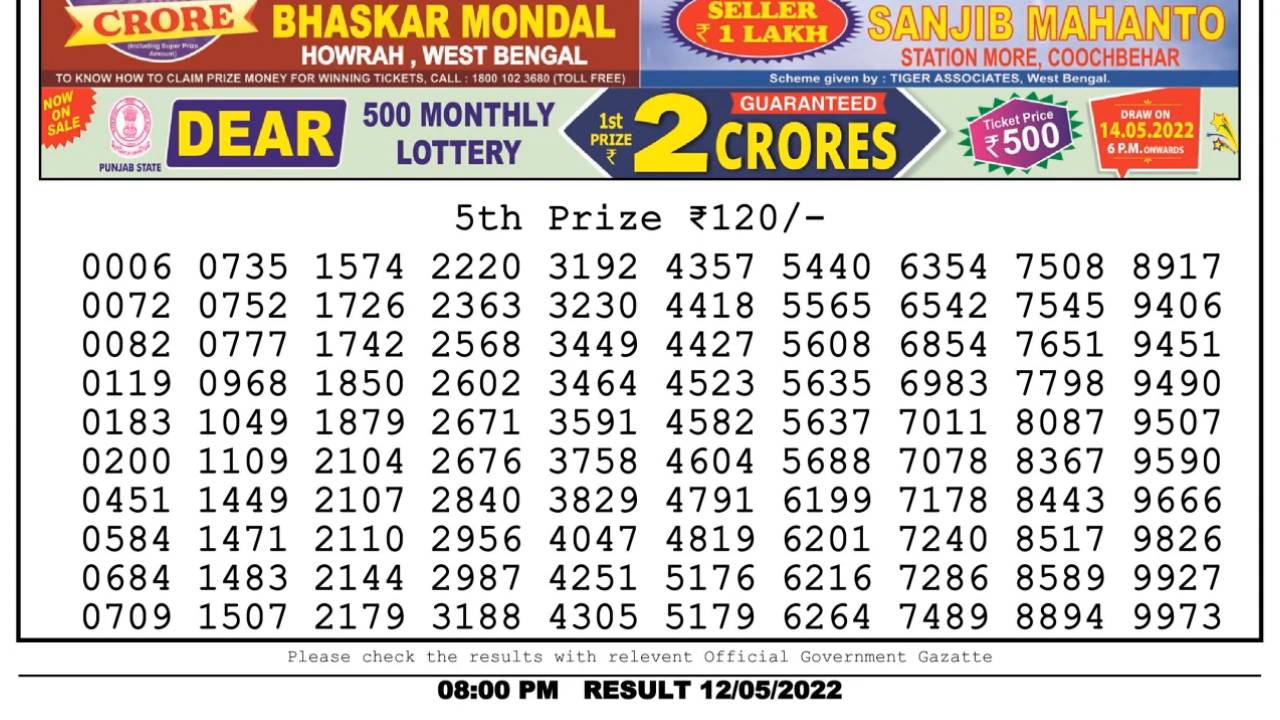 CRORE
(Including Super Prize
Amount)
BHASKAR MONDAL
HOWRAH , WEST BENGAL
TO KNOW HOW TO CLAIM PRIZE MONEY FOR WINNING TICKETS, CALL : 1800 102 3680 (TOLL FREE)
SELLER
₹ 1 LAKH
SANJIB MAHANTO
STATION MORE, COOCHBEHAR
Scheme given by : TIGER ASSOCIATES, West Bengal.
NOW
ON
SALE
PUNJAB STATE
DEAR
500 MONTHLY
LOTTERY
1st
PRIZE
₹
2
GUARANTEED
CRORES
Ticket Price
₹500
DRAW ON
14.05.2022
6 P.M. ONWARDS
5th Prize ₹120/-
0006 0735 1574 2220 3192 4357 5440 6354 7508 8917
0072 0752 1726 2363 3230 4418 5565 6542 7545 9406
0082 0777 1742 2568 3449 4427 5608 6854 7651 9451
0119 0968 1850 2602 3464 4523 5635 6983 7798 9490
0183 1049 1879 2671 3591 4582 5637 7011 8087 9507
0200 1109 2104 2676 3758 4604 5688 7078 8367 9590
0451 1449 2107 2840 3829 4791 6199 7178 8443 9666
0584 1471 2110 2956 4047 4819 6201 7240 8517 9826
0684 1483 2144 2987 4251 5176 6216 7286 8589 9927
0709 1507 2179 3188 4305 5179 6264 7489 8894 9973
Please check the results with relevent Official Government Gazatte
08:00 PM RESULT 12/05/2022